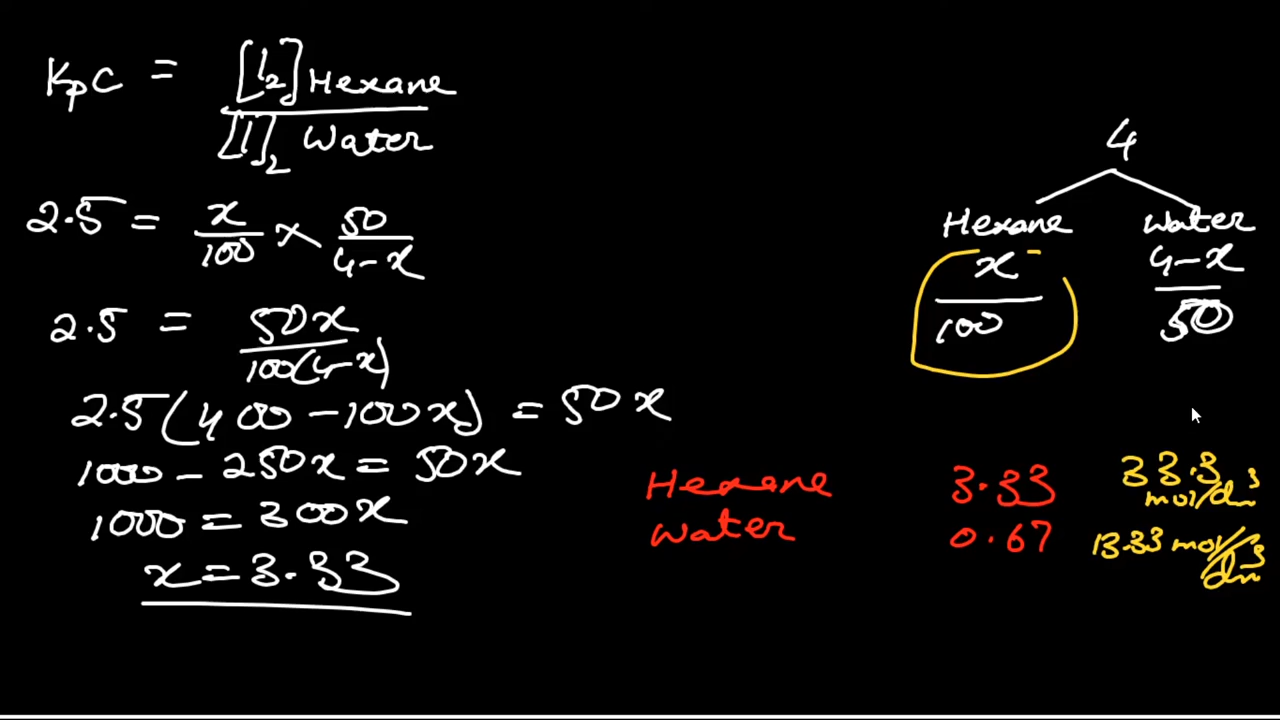 Kpc = [I2] Hexane
[I]2 Water
2.5 = x/100 × 50/4-x
2.5 = 50x/100(4-x)
2.5(400-100x) = 50x
1000 - 250x = 50x
1000 = 300x
x = 3.33
4
Hexane Water
x/100 4-x/50
Hexane 3.33 33.3 mol/dm3
Water 0.67 13.33 mol/dm3